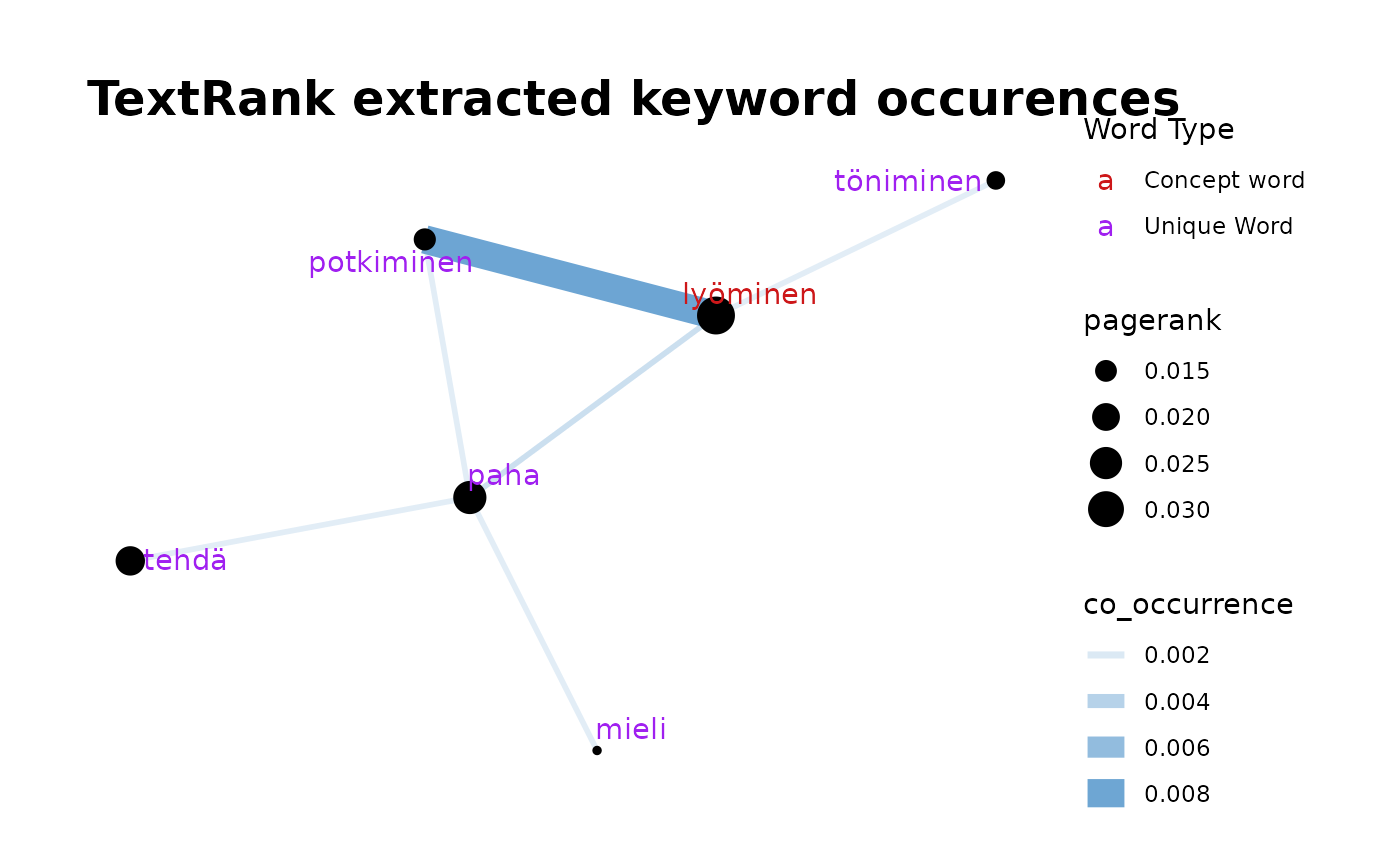 TextRank extracted keyword occurences
töniminen
potkiminen
lyöminen
paha
tehdä
mieli
Word Type
a Concept word
a Unique Word
pagerank
0.015
0.020
0.025
0.030
co_occurrence
0.002
0.004
0.006
0.008